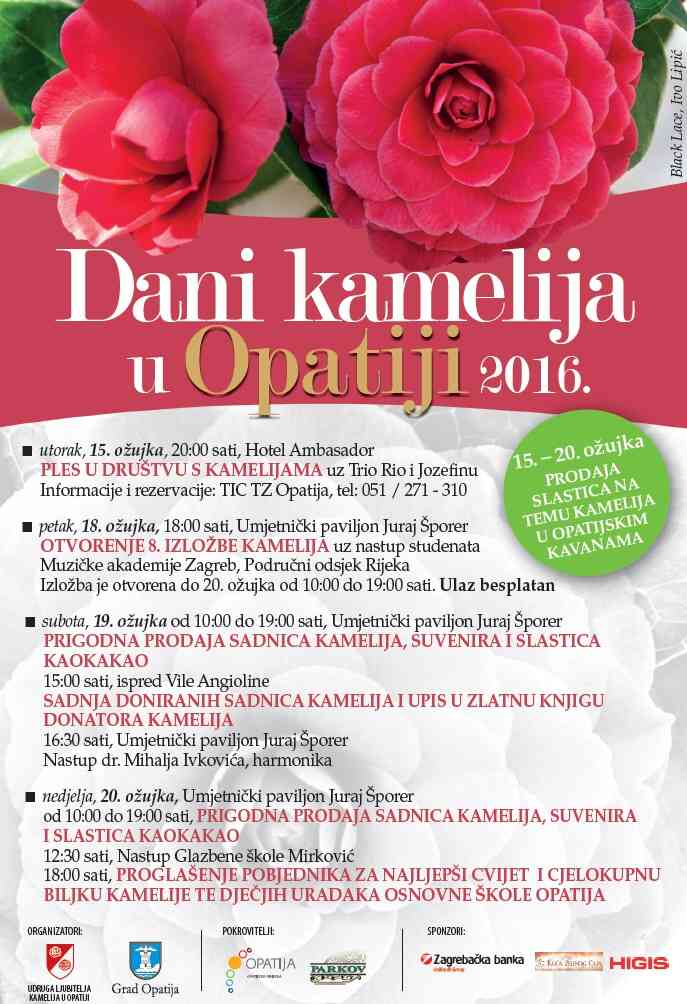 Black Lace, Ivo Lipić
Dani kamelija
u Opatiji 2016.
15. – 20. ožujka
PRODAJA
SLASTICA NA
TEMU KAMELIJA
U OPATIJSKIM
KAVANAMA
■ utorak, 15. ožujka, 20:00 sati, Hotel Ambasador
PLES U DRUŠTVU S KAMELIJAMA uz Trio Rio i Jozefinu
Informacije i rezervacije: TIC TZ Opatija, tel: 051 / 271 - 310
■ petak, 18. ožujka, 18:00 sati, Umjetnički paviljon Juraj Šporer
OTVORENJE 8. IZLOŽBE KAMELIJA uz nastup studenata
Muzičke akademije Zagreb, Područni odsjek Rijeka
Izložba je otvorena do 20. ožujka od 10:00 do 19:00 sati. Ulaz besplatan
■ subota, 19. ožujka od 10:00 do 19:00 sati, Umjetnički paviljon Juraj Šporer
PRIGODNA PRODAJA SADNICA KAMELIJA, SUVENIRA I SLASTICA
KAOKAKAO
15:00 sati, ispred Vile Angioline
SADNJA DONIRANIH SADNICA KAMELIJA I UPIS U ZLATNU KNJIGU
DONATORA KAMELIJA
16:30 sati, Umjetnički paviljon Juraj Šporer
Nastup dr. Mihalja Ivkovića, harmonika
■ nedjelja, 20. ožujka, Umjetnički paviljon Juraj Šporer
od 10:00 do 19:00 sati, PRIGODNA PRODAJA SADNICA KAMELIJA, SUVENIRA
I SLASTICA KAOKAKAO
12:30 sati, Nastup Glazbene škole Mirković
18:00 sati, PROGLAŠENJE POBJEDNIKA ZA NAJLJEPŠI CVIJET I CJELOKUPNU
BILJKU KAMELIJE TE DJEČJIH URADAKA OSNOVNE ŠKOLE OPATIJA
ORGANIZATORI:
UDRUGA LJUBITELJA
KAMELIJA U OPATIJI
Grad Opatija
POKROVITELJI:
OPATIJA
PARKOVI
SPONZORI:
Zagrebačka banka
HIGIS